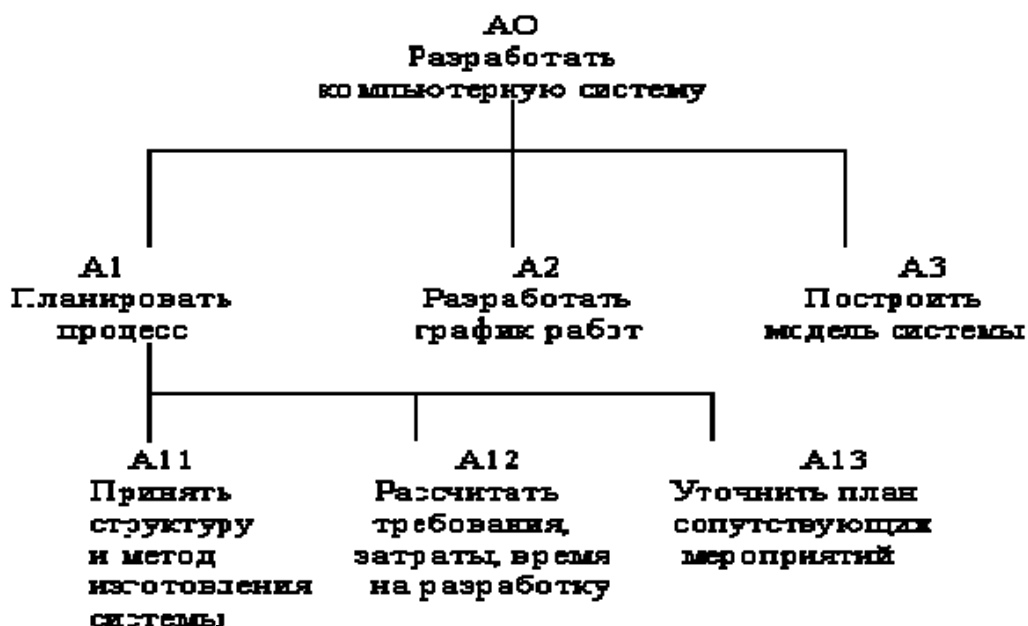 А0
Разработать
компьютерную систему
А1
Планировать
процесс
А2
Разработать
график работ
А3
Построить
модель системы
А11
Принять
структуру
и метод
изготовления
системы
А12
Рассчитать
требования,
затраты, время
на разработку
А13
Уточнить план
сопутствующих
мероприятий